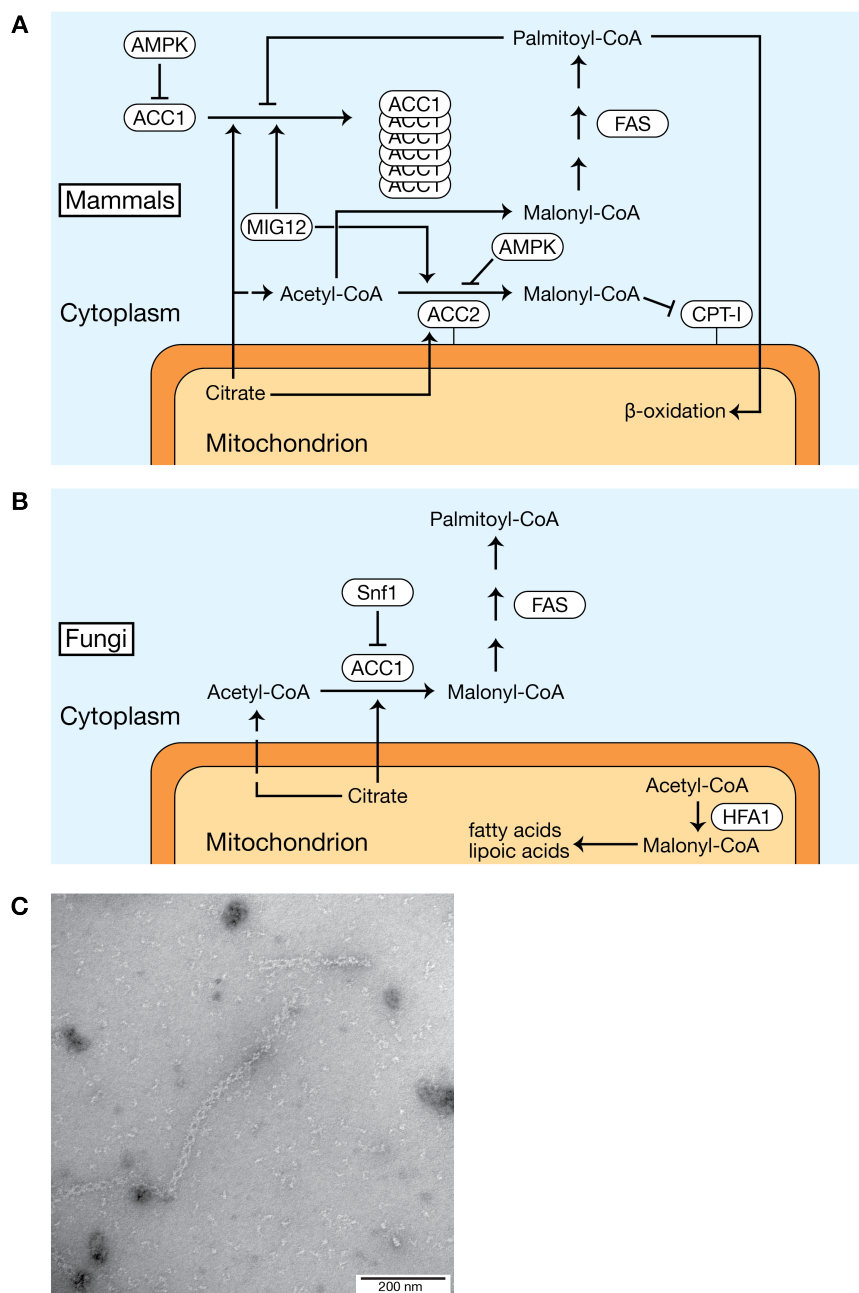 A
AMPK
Palmitoyl-CoA
ACC1
ACC1
ACC1
ACC1
ACC1
ACC1
ACC1
FAS
Mammals
Malonyl-CoA
MIG12
AMPK
Acetyl-CoA
Malonyl-CoA
Cytoplasm
ACC2
CPT-I
Citrate
β-oxidation
Mitochondrion
B
Palmitoyl-CoA
Snf1
FAS
Fungi
ACC1
Acetyl-CoA
Malonyl-CoA
Cytoplasm
Acetyl-CoA
Citrate
HFA1
fatty acids
lipoic acids
Malonyl-CoA
Mitochondrion
C
200 nm